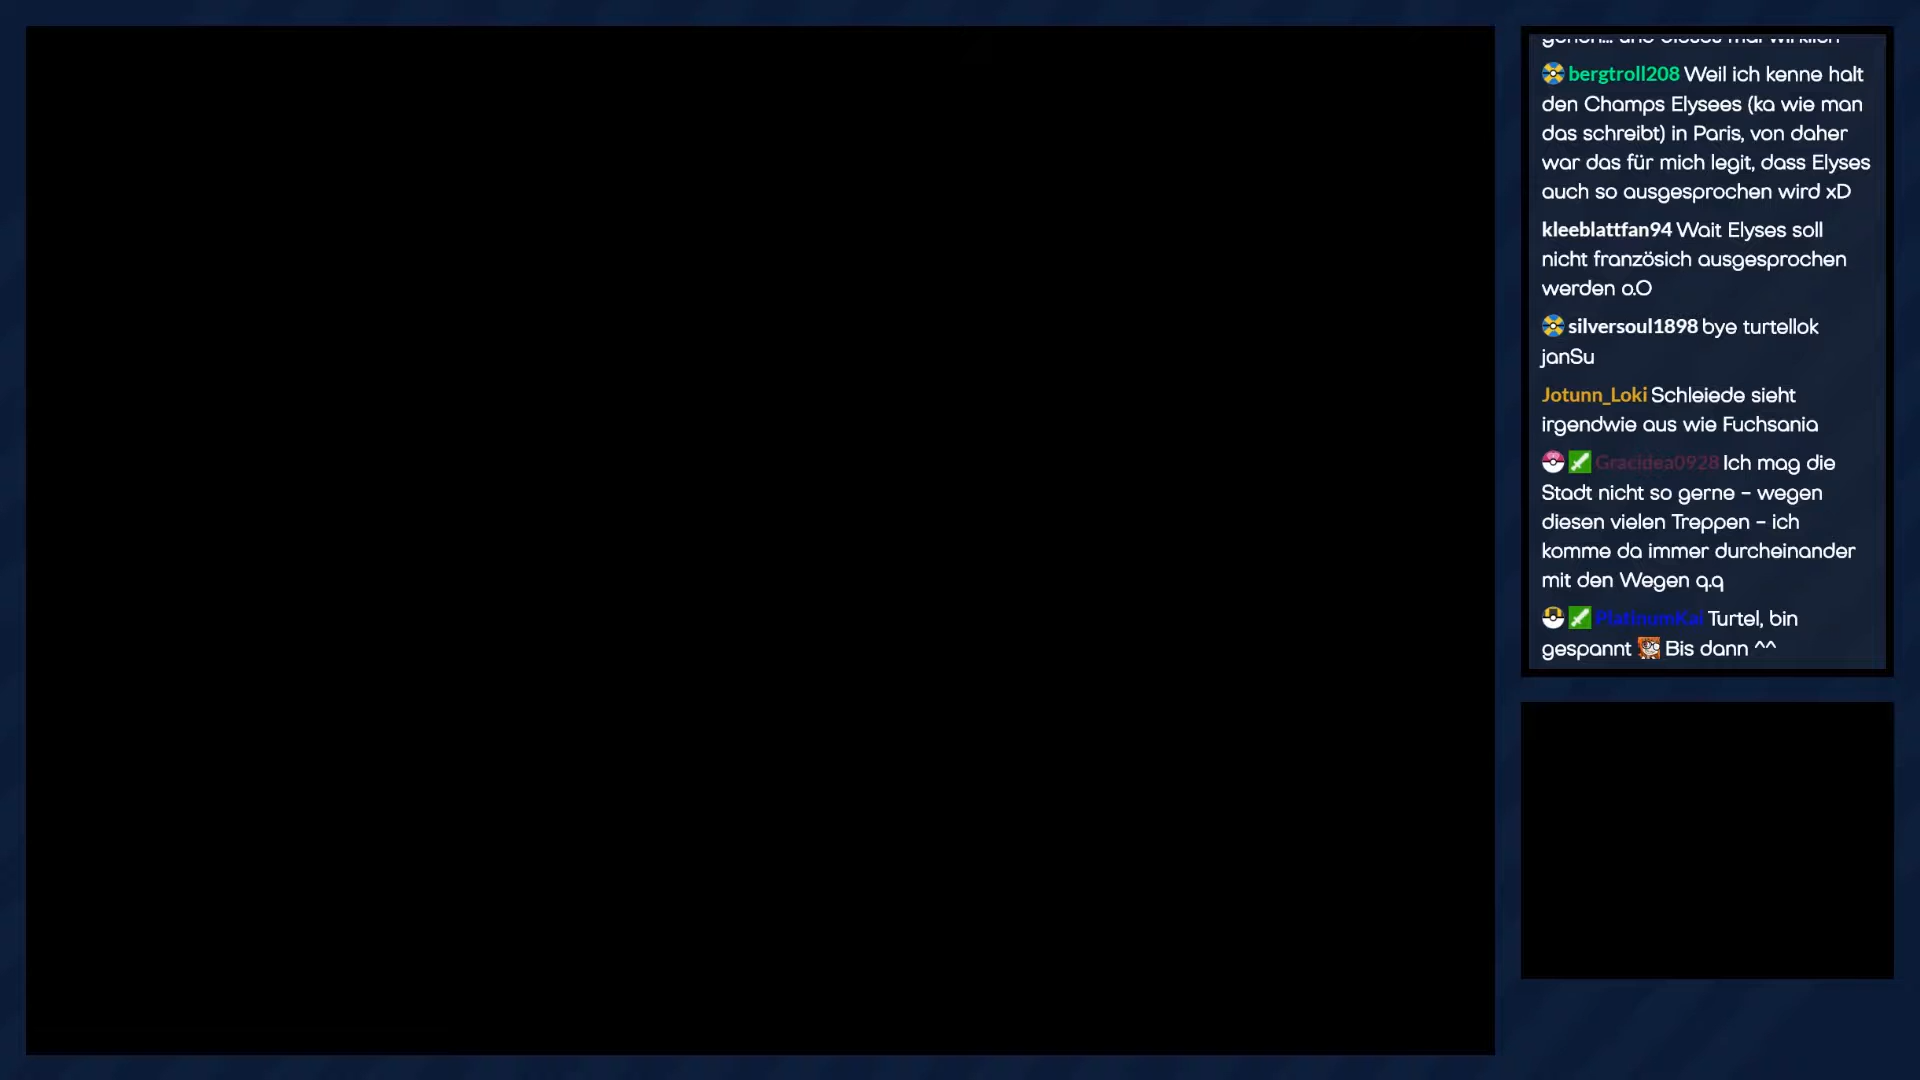 bergtroll208 Weil ich kenne halt
den Champs Elysees (ka wie man
das schreibt) in Paris, von daher
war das für mich legit, dass Elyses
auch so ausgesprochen wird xD
kleeblattfan94 Wait Elyses soll
nicht französich ausgesprochen
werden o.O
silversoul1898 bye turtellok
janSu
Jotunn_Loki Schleiede sieht
irgendwie aus wie Fuchsania
Gracidea0928 Ich mag die
Stadt nicht so gerne - wegen
diesen vielen Treppen - ich
komme da immer durcheinander
mit den Wegen q.q
PlatinumKai Turtel, bin
gespannt Bis dann ^^